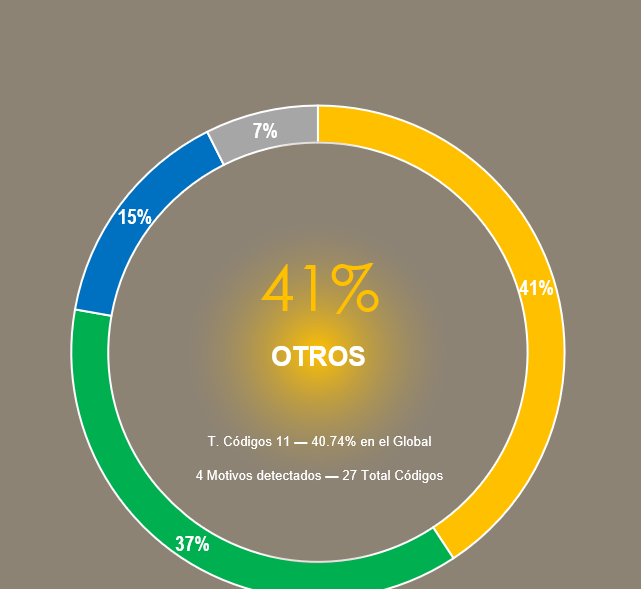 7%
15%
41%
41%
OTROS
T. Códigos 11 — 40.74% en el Global
4 Motivos detectados — 27 Total Códigos
37%